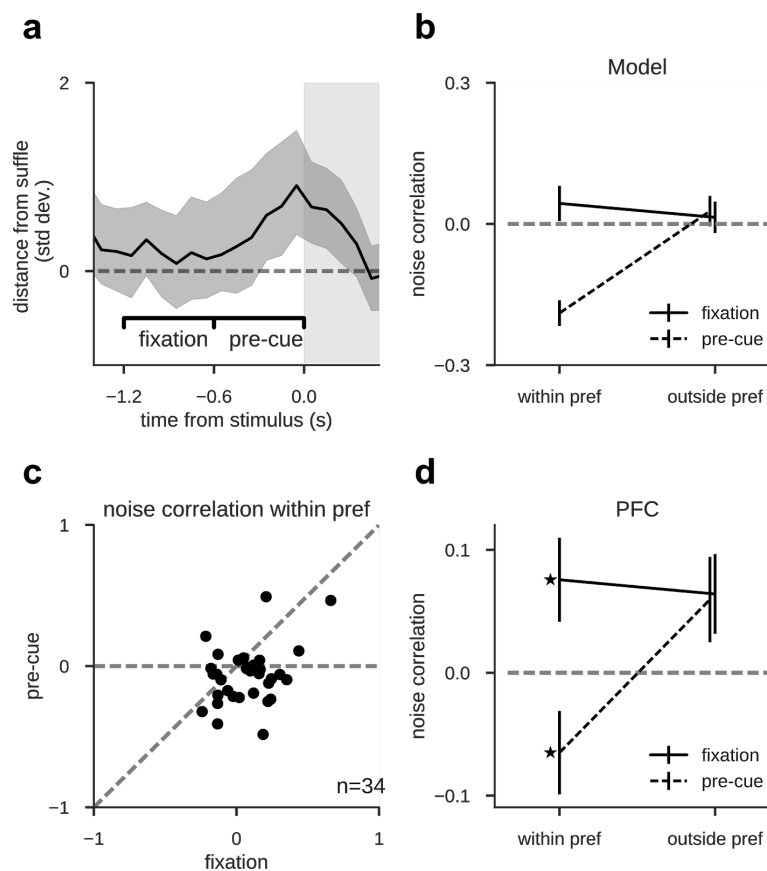 a
2
0
distance from suffle
(std dev.)
fixation
pre-cue
−1.2
−0.6
0.0
time from stimulus (s)
b
Model
0.3
0.0
−0.3
noise correlation
fixation
pre-cue
within pref
outside pref
c
noise correlation within pref
1
0
−1
pre-cue
n=34
−1
0
1
fixation
d
PFC
0.1
0.0
−0.1
noise correlation
fixation
pre-cue
within pref
outside pref